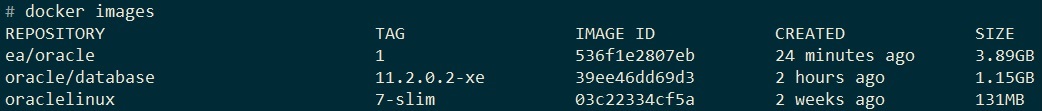 # docker images
REPOSITORY TAG IMAGE ID CREATED SIZE
ea/oracle 1 536f1e2807eb 24 minutes ago 3.89GB
oracle/database 11.2.0.2-xe 39ee46dd69d3 2 hours ago 1.15GB
oraclelinux 7-slim 03c22334cf5a 2 weeks ago 131MB